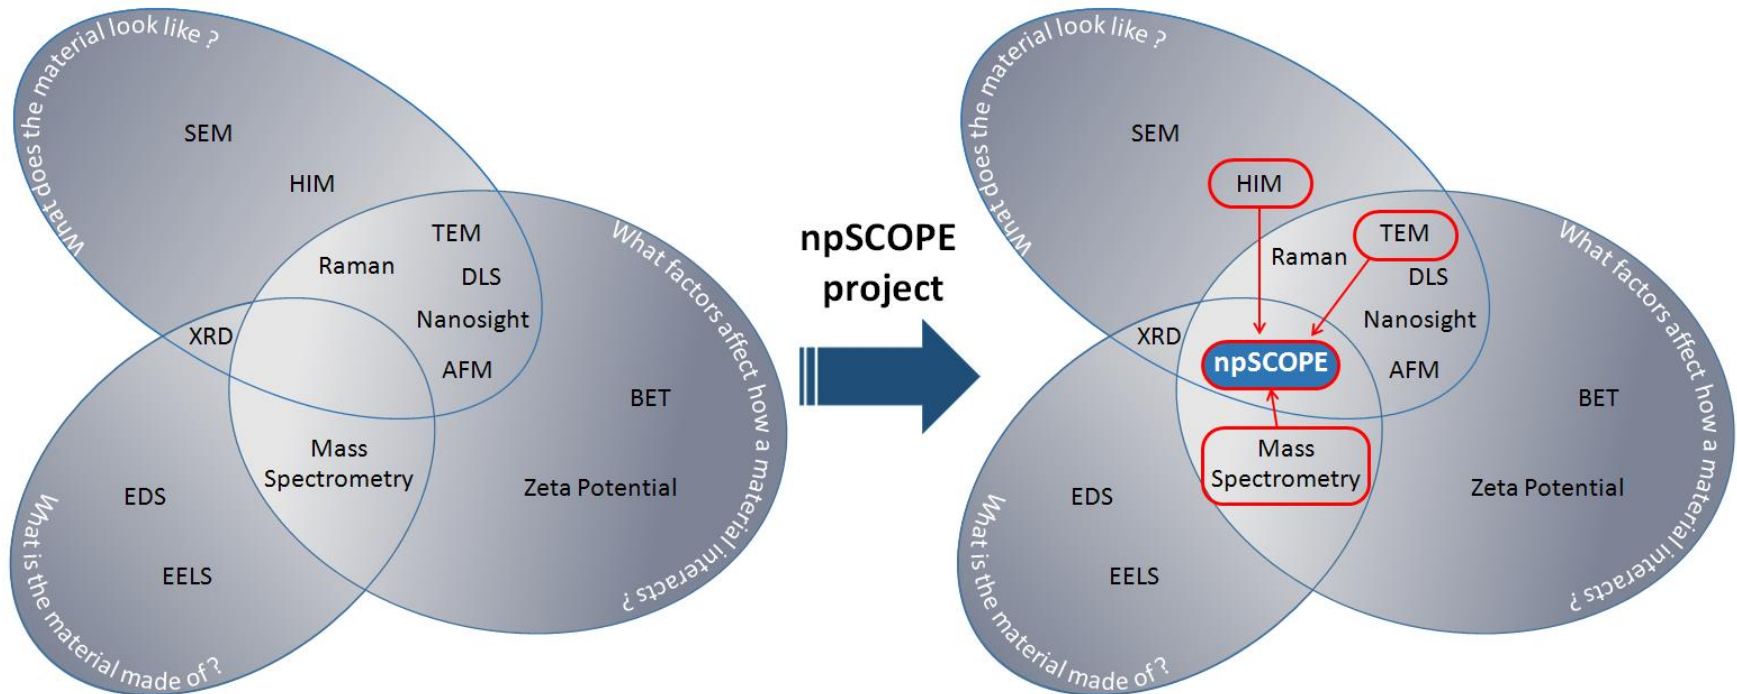 What does the material look like ?
SEM
HIM
TEM
Raman
DLS
Nanosight
XRD
AFM
What factors affect how a material interacts ?
BET
Mass
Spectrometry
Zeta Potential
EDS
EELS
What is the material made of ?
npSCOPE
project
What does the material look like ?
SEM
HIM
TEM
Raman
DLS
Nanosight
XRD
npSCOPE
AFM
What factors affect how a material interacts ?
BET
Mass
Spectrometry
Zeta Potential
EDS
EELS
What is the material made of ?